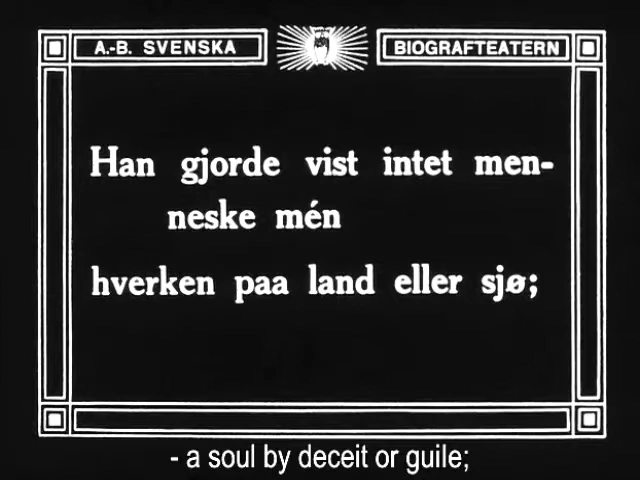 A.-B. SVENSKA BIOGRAFTEATERN
Han gjorde vist intet men-
neske mén
hverken paa land eller sjø;
- a soul by deceit or guile;